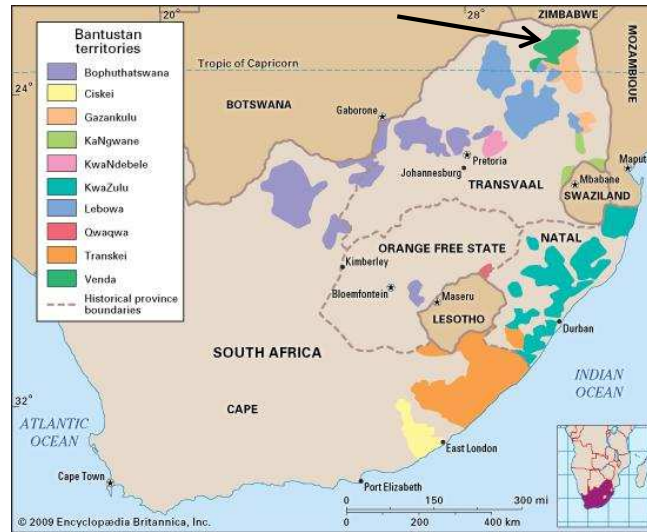 20°
28°
ZIMBABWE
Bantustan
territories
Bophuthatswana
Ciskei
Gazankulu
KaNgwane
KwaNdebele
KwaZulu
Lebowa
Qwaqwa
Transkei
Venda
Historical province
boundaries
Tropic of Capricorn
24°
MOZAMBIQUE
BOTSWANA
Gaborone
Pretoria
Johannesburg
TRANSVAAL
Maput
Mbabane
SWAZILAND
ORANGE FREE STATE
NATAL
Kimberley
Bloemfontein
Maseru
LESOTHO
Durban
SOUTH AFRICA
INDIAN
OCEAN
32°
CAPE
ATLANTIC
OCEAN
East London
Cape Town
Port Elizabeth
0 150 300 mi
0 200 400 km
© 2009 Encyclopædia Britannica, Inc.